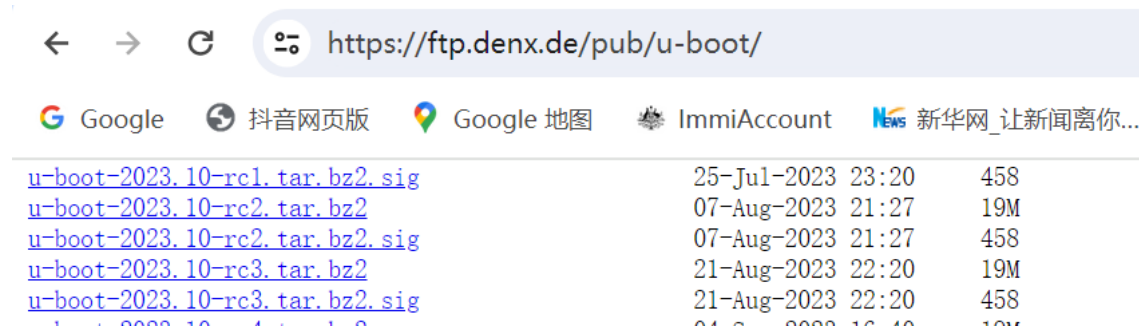 https://ftp.denx.de/pub/u-boot/
Google 抖音网页版 Google 地图 ImmiAccount News 新华网_让新闻离你...
u-boot-2023.10-rc1.tar.bz2.sig 25-Jul-2023 23:20 458
u-boot-2023.10-rc2.tar.bz2 07-Aug-2023 21:27 19M
u-boot-2023.10-rc2.tar.bz2.sig 07-Aug-2023 21:27 458
u-boot-2023.10-rc3.tar.bz2 21-Aug-2023 22:20 19M
u-boot-2023.10-rc3.tar.bz2.sig 21-Aug-2023 22:20 458